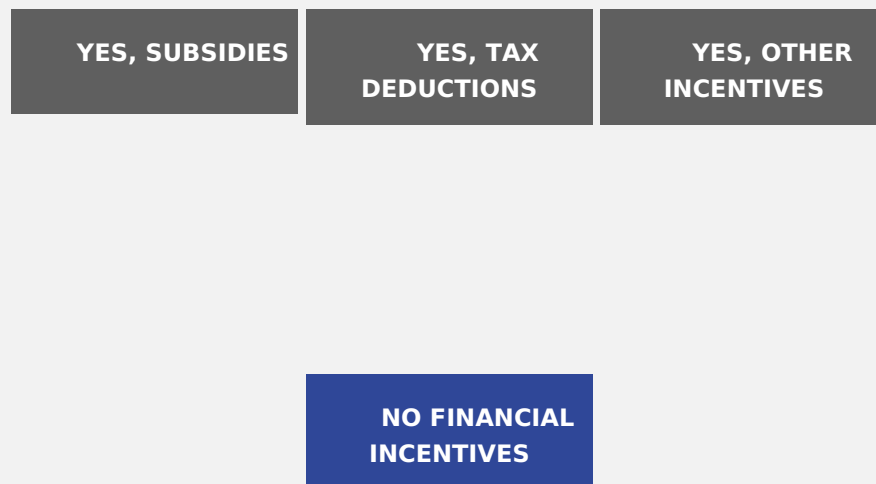 YES, SUBSIDIES
YES, TAX
DEDUCTIONS
YES, OTHER
INCENTIVES
NO FINANCIAL
INCENTIVES